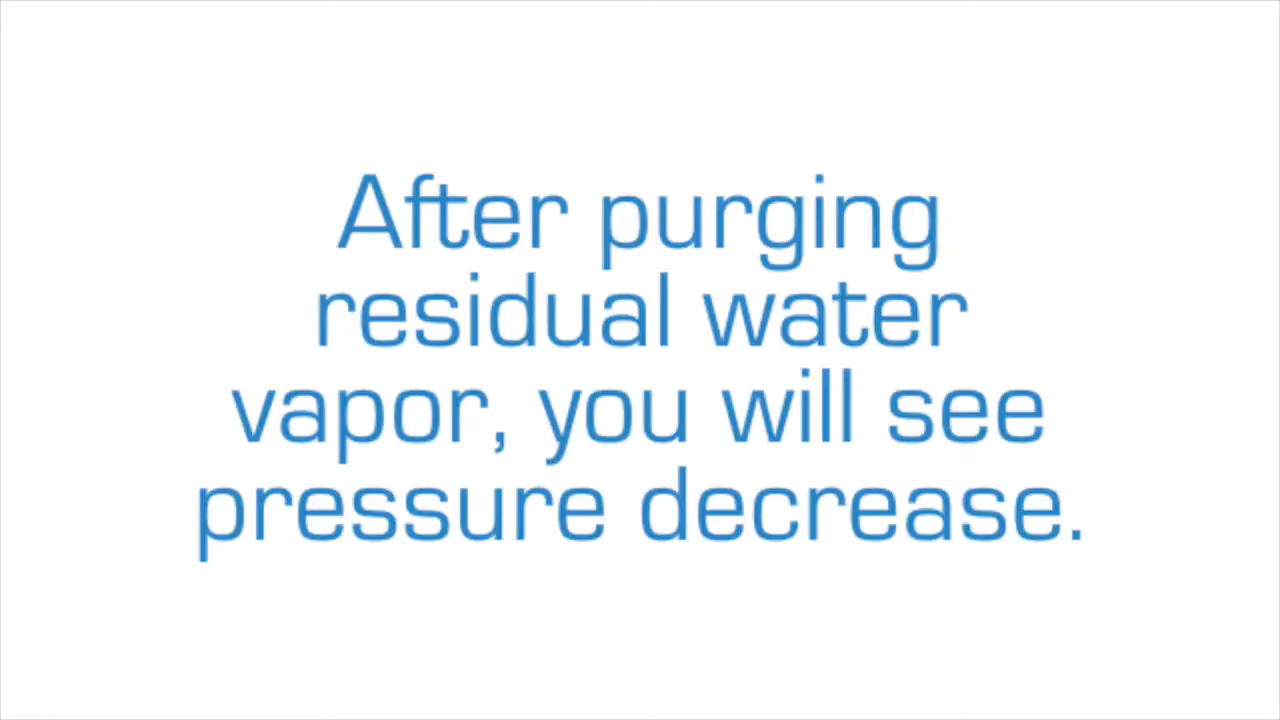 After purging
residual water
vapor, you will see
pressure decrease.